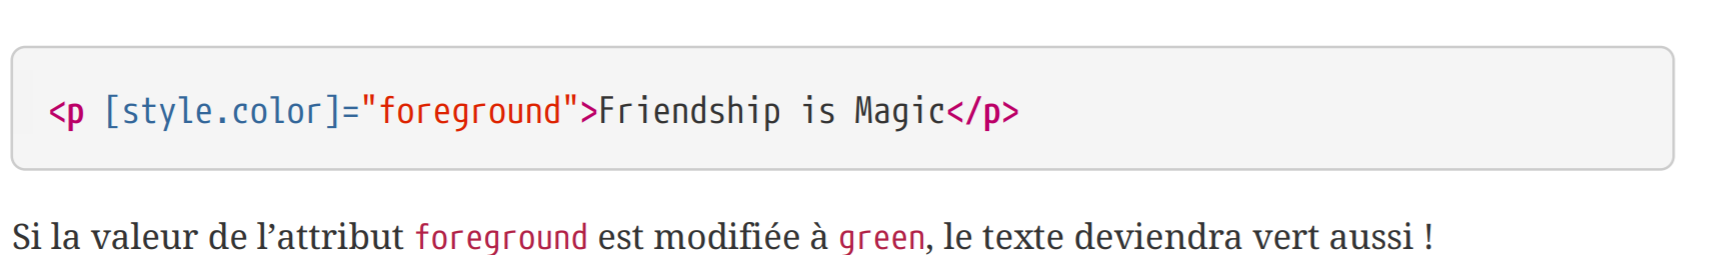 <p [style.color]="foreground">Friendship is Magic</p>
Si la valeur de l’attribut foreground est modifiée à green, le texte deviendra vert aussi !